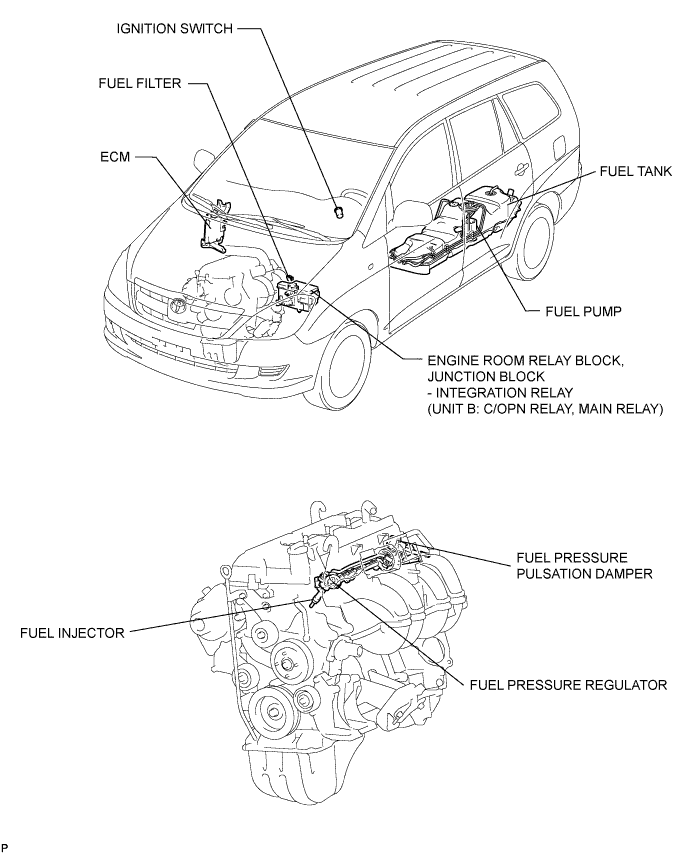 IGNITION SWITCH
FUEL FILTER
ECM
FUEL TANK
FUEL PUMP
ENGINE ROOM RELAY BLOCK,
JUNCTION BLOCK
- INTEGRATION RELAY
(UNIT B: C/OPN RELAY, MAIN RELAY)
FUEL PRESSURE
PULSATION DAMPER
FUEL INJECTOR
FUEL PRESSURE REGULATOR
P